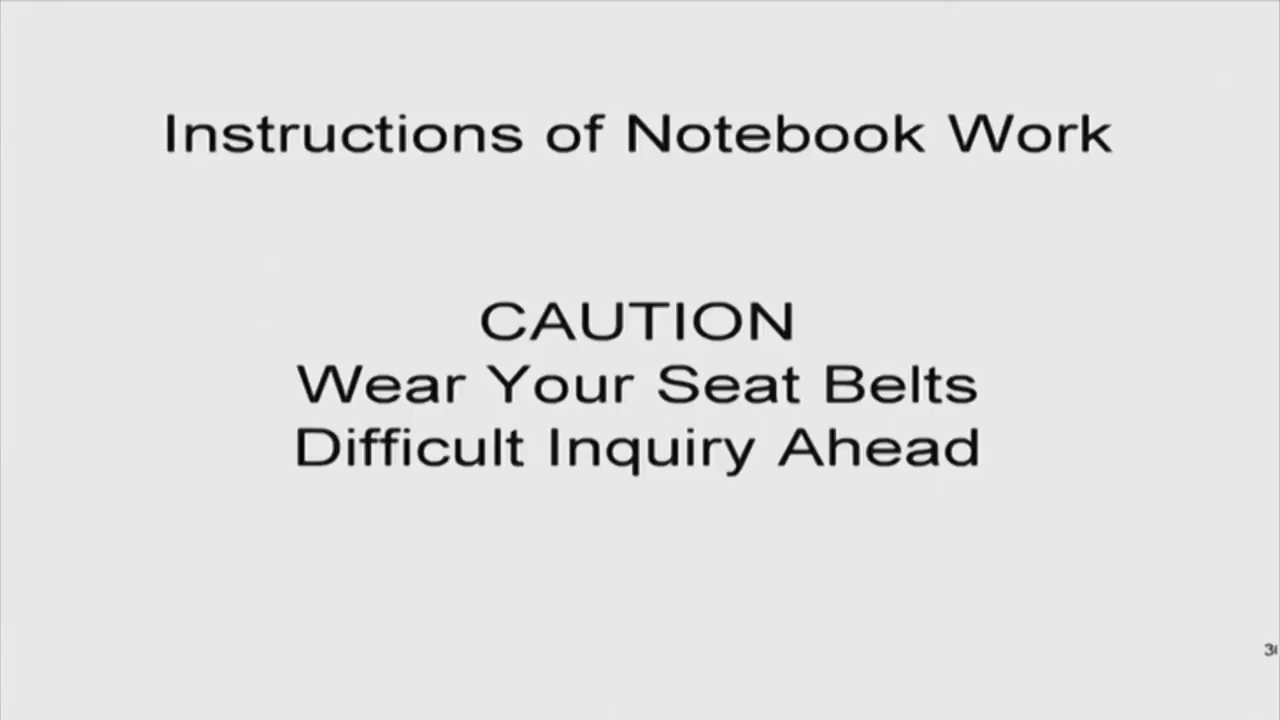 Instructions of Notebook Work
CAUTION
Wear Your Seat Belts
Difficult Inquiry Ahead